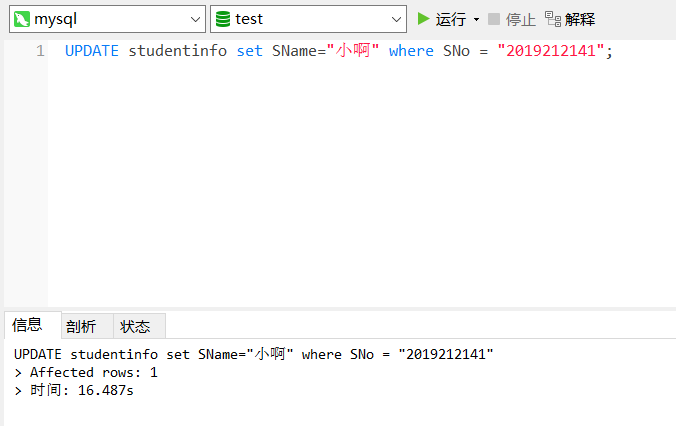 mysql test 运行 停止 解释
1 UPDATE studentinfo set SName="小啊" where SNo = "2019212141";
信息 剖析 状态
UPDATE studentinfo set SName="小啊" where SNo = "2019212141"
> Affected rows: 1
> 时间: 16.487s